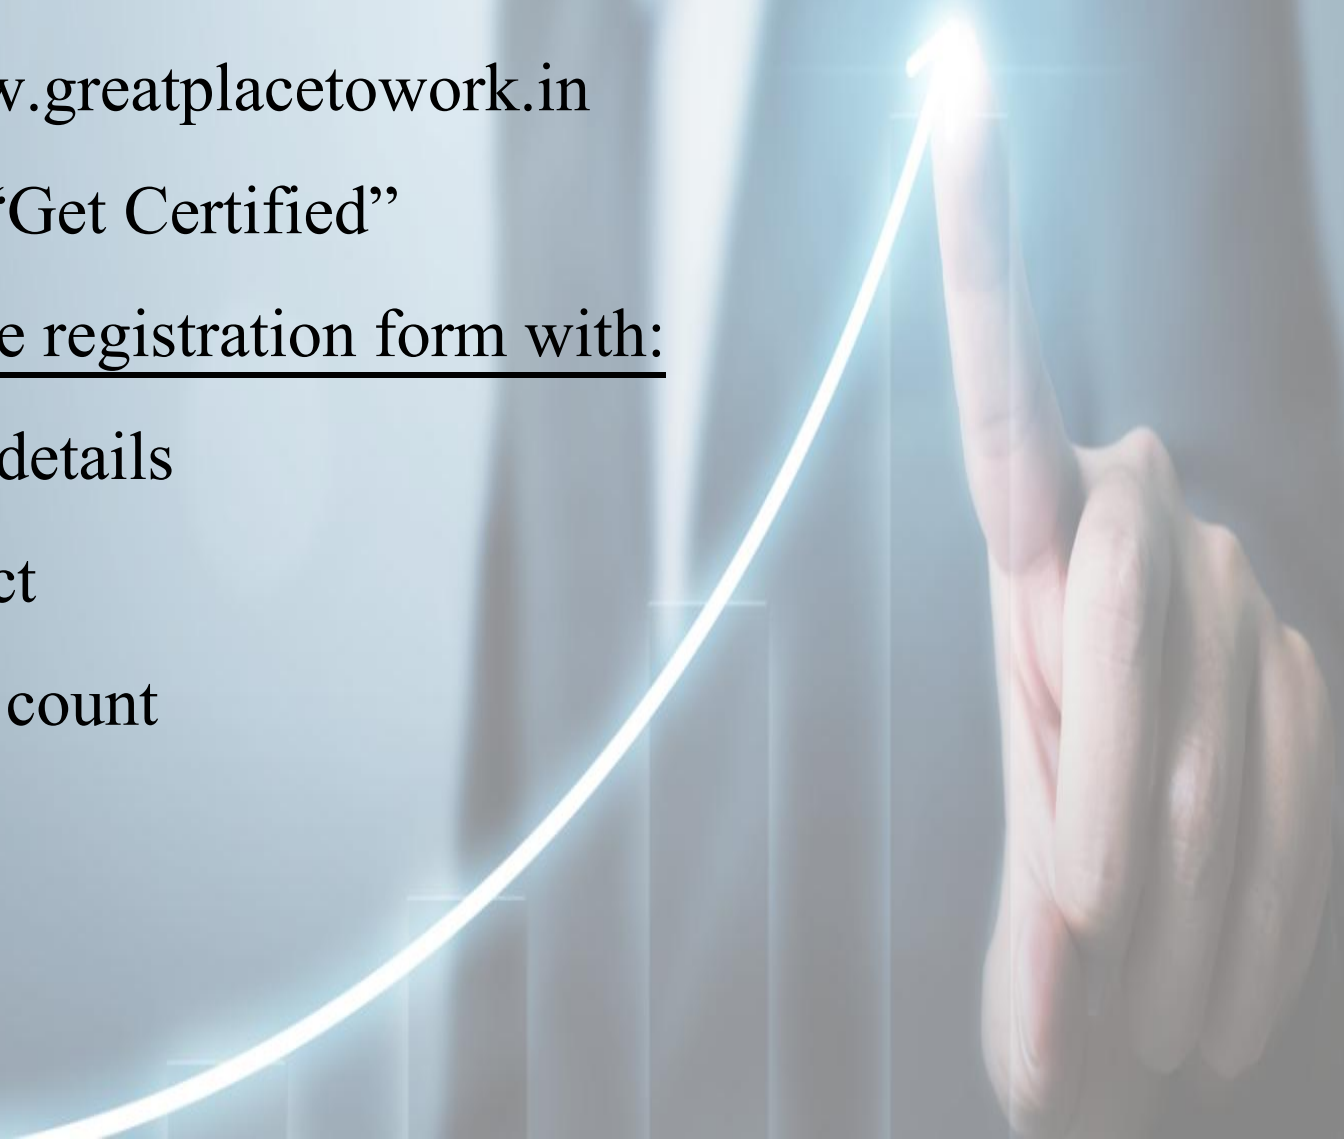 w.greatplacetowork.in
“Get Certified”
e registration form with:
details
ct
count